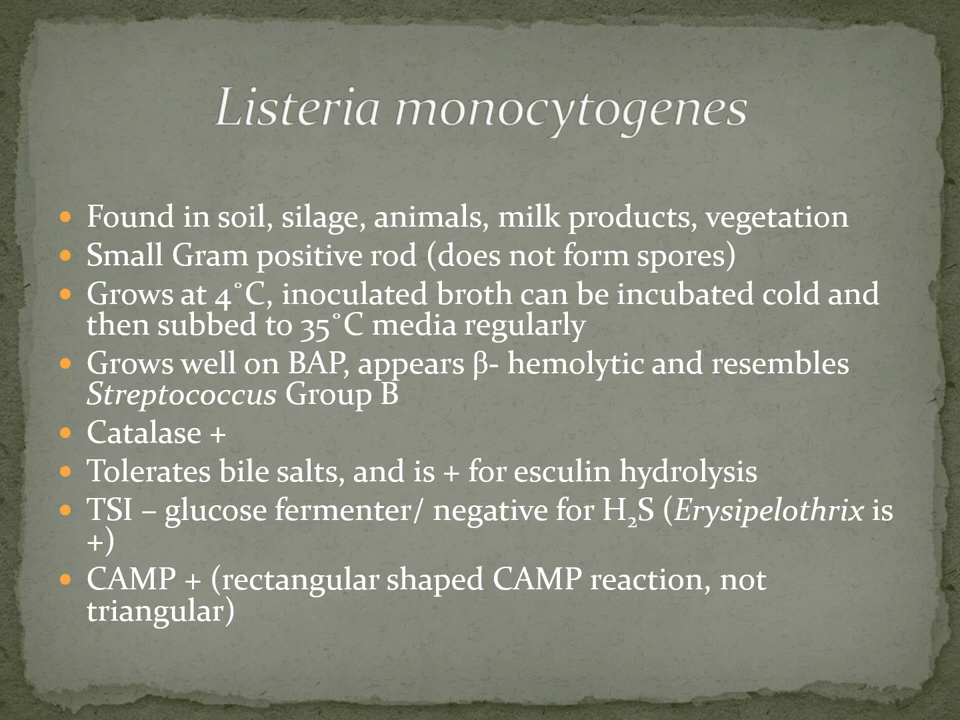 Listeria monocytogenes
• Found in soil, silage, animals, milk products, vegetation
• Small Gram positive rod (does not form spores)
• Grows at 4˚C, inoculated broth can be incubated cold and
then subbed to 35˚C media regularly
• Grows well on BAP, appears β- hemolytic and resembles
Streptococcus Group B
• Catalase +
• Tolerates bile salts, and is + for esculin hydrolysis
• TSI – glucose fermenter/ negative for H₂S (Erysipelothrix is
+)
• CAMP + (rectangular shaped CAMP reaction, not
triangular)